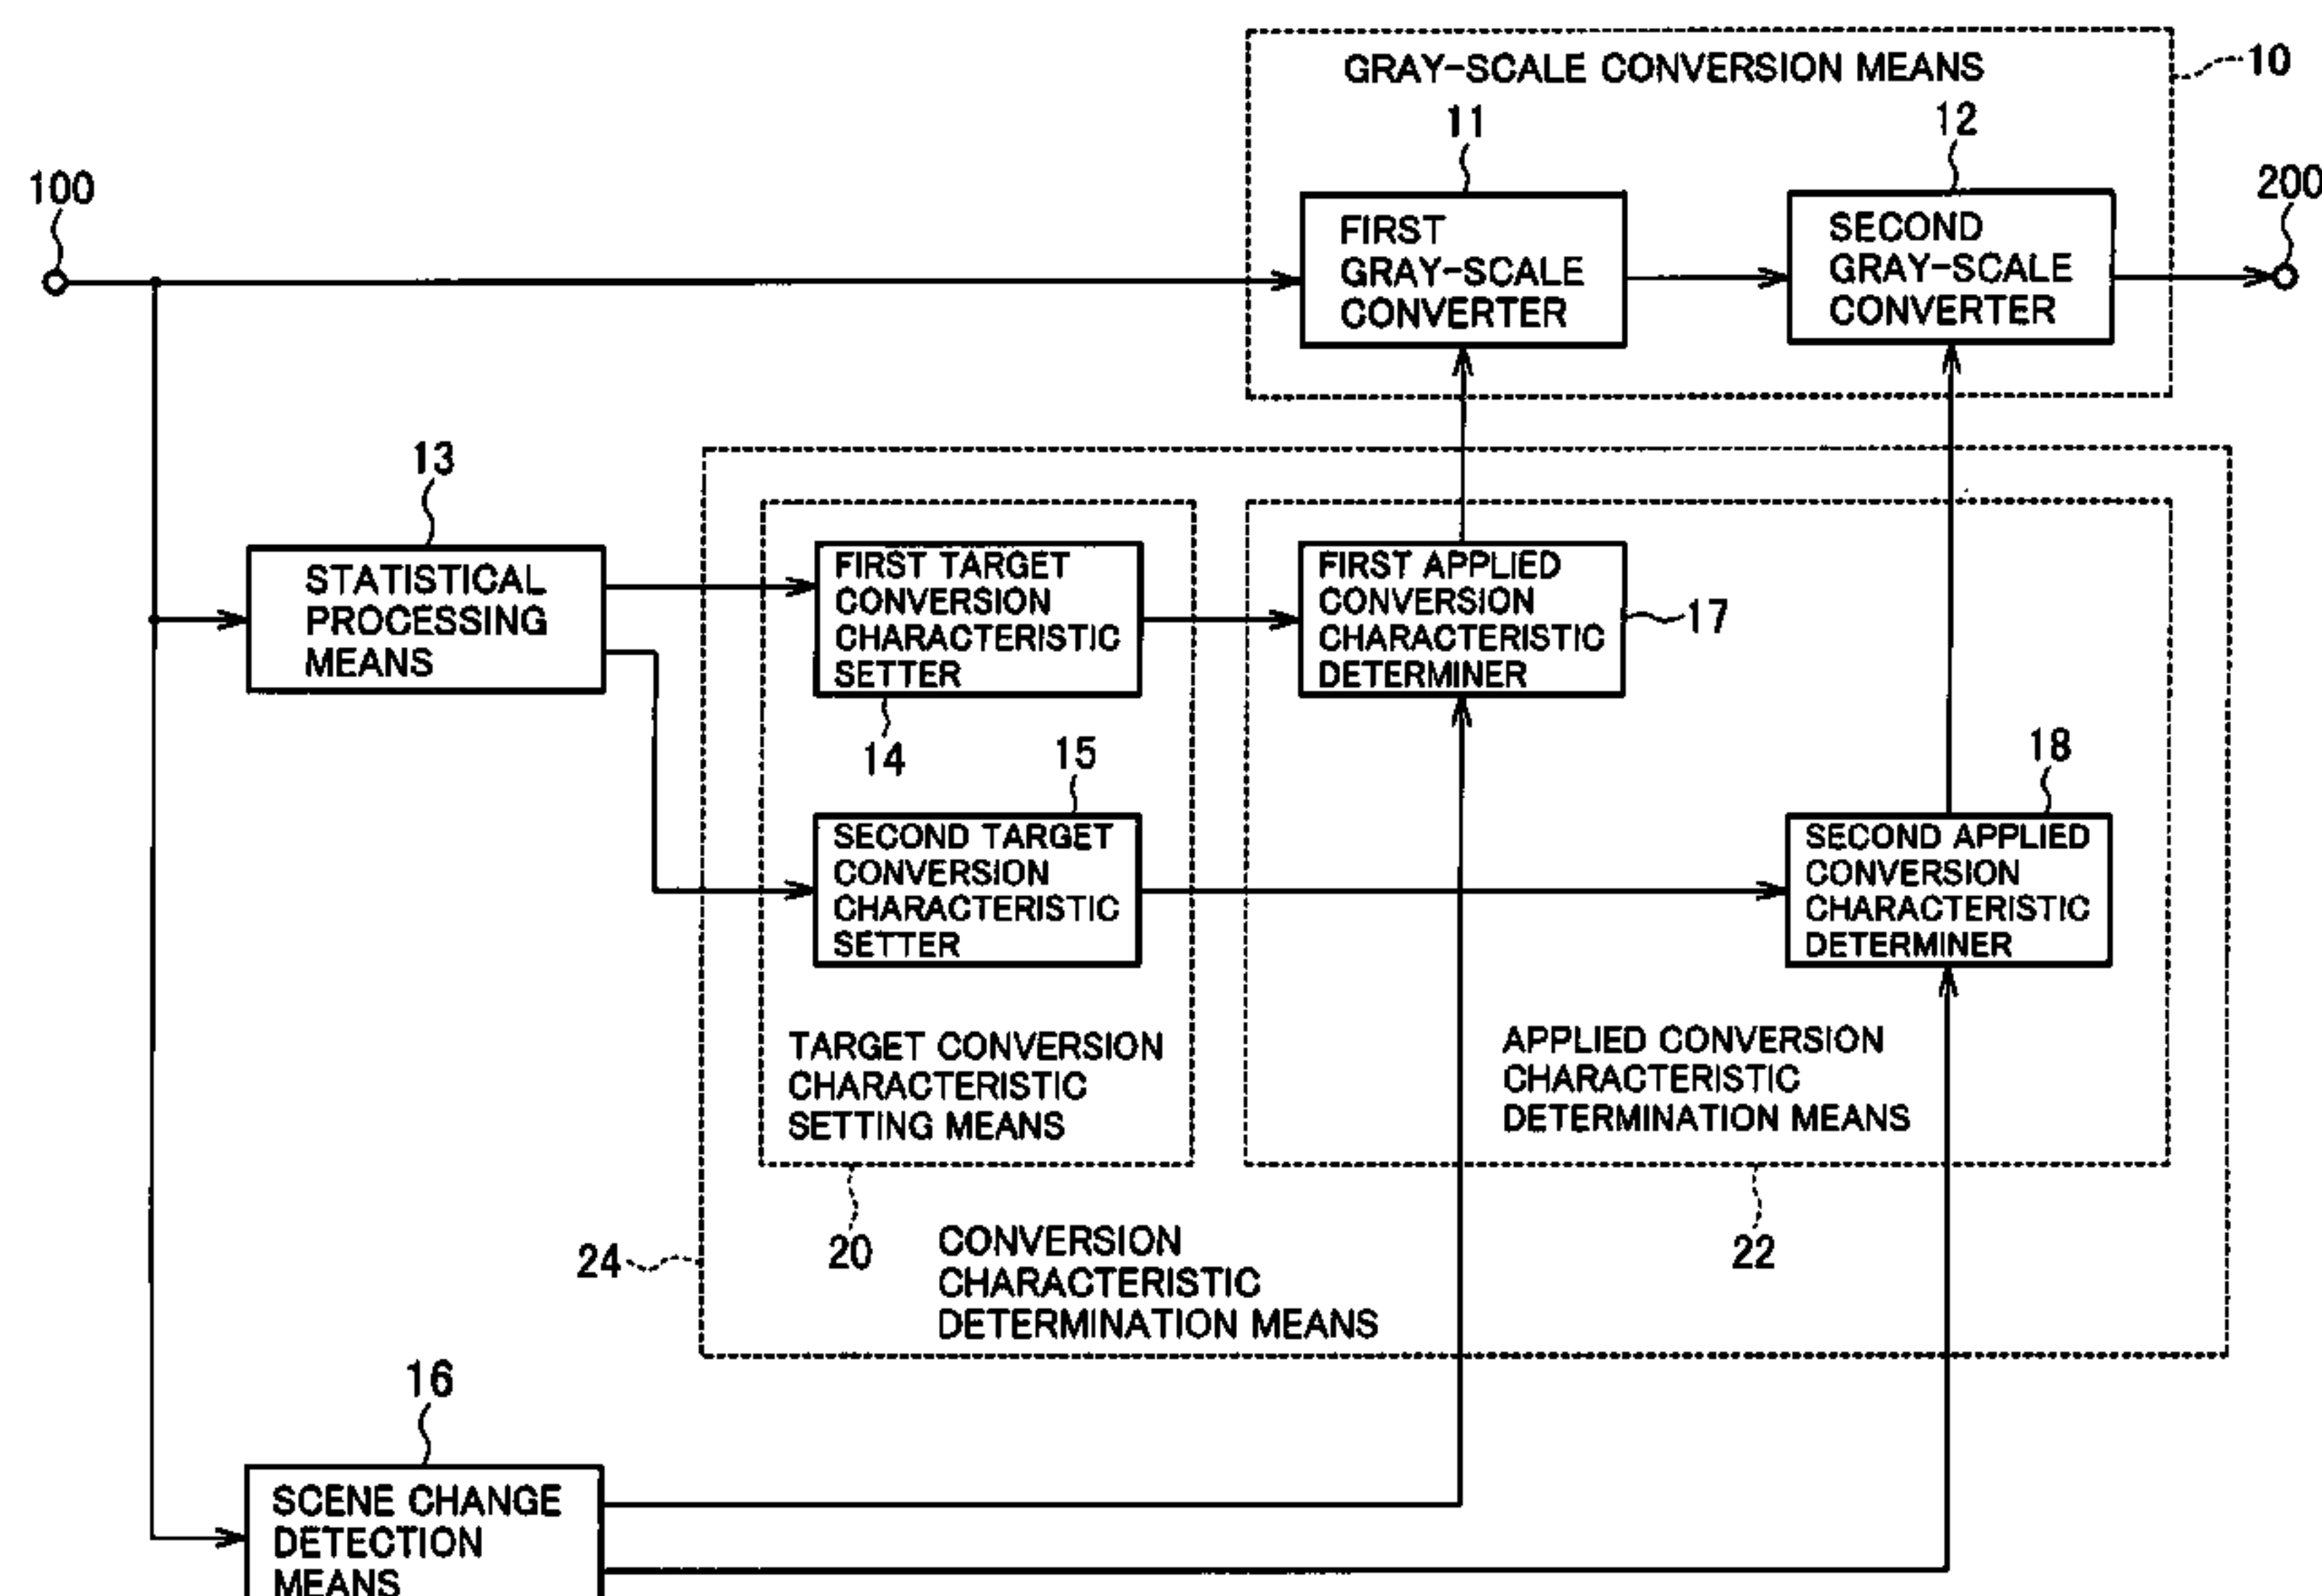 GRAY-SCALE CONVERSION MEANS
10
11
12
100
200
FIRST
GRAY-SCALE
CONVERTER
SECOND
GRAY-SCALE
CONVERTER
13
STATISTICAL
PROCESSING
MEANS
FIRST TARGET
CONVERSION
CHARACTERISTIC
SETTER
14
FIRST APPLIED
CONVERSION
CHARACTERISTIC
DETERMINER
17
15
SECOND TARGET
CONVERSION
CHARACTERISTIC
SETTER
18
SECOND APPLIED
CONVERSION
CHARACTERISTIC
DETERMINER
TARGET CONVERSION
CHARACTERISTIC
SETTING MEANS
APPLIED CONVERSION
CHARACTERISTIC
DETERMINATION MEANS
20
22
24
CONVERSION
CHARACTERISTIC
DETERMINATION MEANS
16
SCENE CHANGE
DETECTION
MEANS